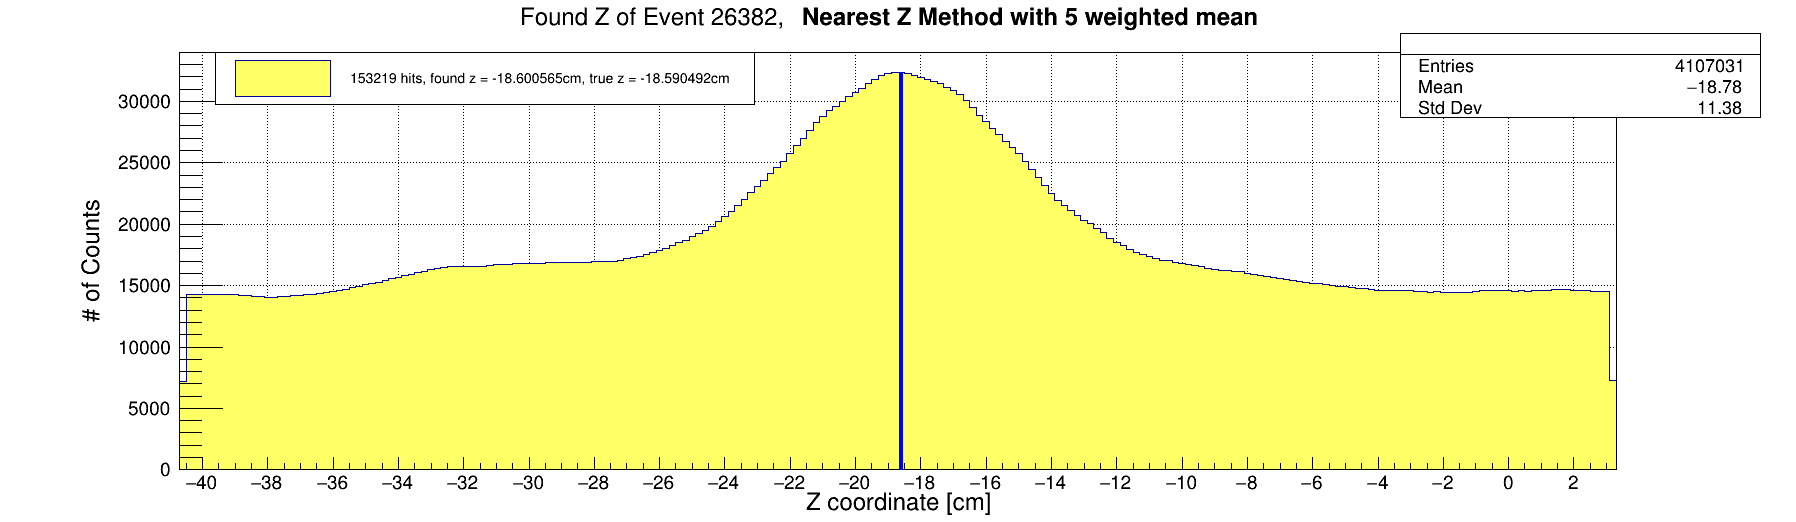 Found Z of Event 26382, Nearest Z Method with 5 weighted mean
153219 hits, found z = -18.600565cm, true z = -18.590492cm
Entries 4107031
Mean −18.78
Std Dev 11.38
# of Counts
30000
25000
20000
15000
10000
5000
0
−40 −38 −36 −34 −32 −30 −28 −26 −24 −22 −20 −18 −16 −14 −12 −10 −8 −6 −4 −2 0 2
Z coordinate [cm]